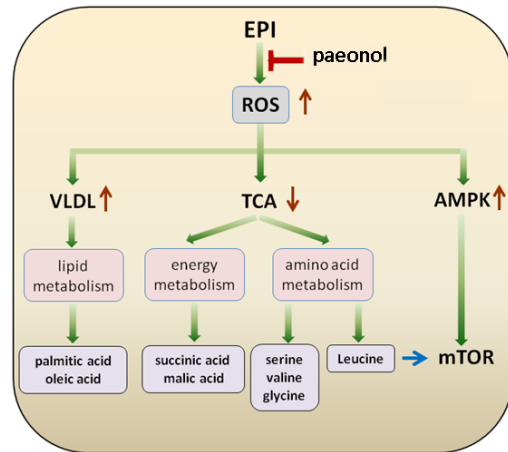 EPI
paeonol
ROS
VLDL
TCA
AMPK
lipid
metabolism
energy
metabolism
amino acid
metabolism
palmitic acid
oleic acid
succinic acid
malic acid
serine
valine
glycine
Leucine
mTOR